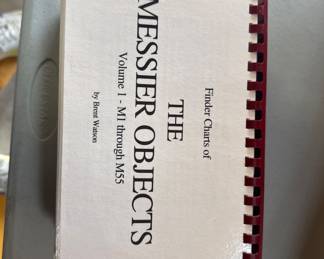 Finder Charts of
THE
MESSIER OBJECTS
Volume 1 - M1 through M55
by Brent Watson